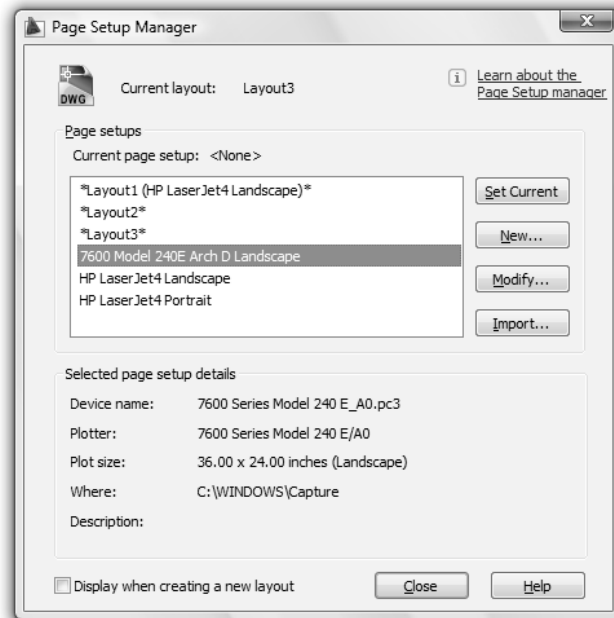 Page Setup Manager
X
DWG
Current layout: Layout3
Learn about the
Page Setup manager
Page setups
Current page setup: <None>
*Layout1 (HP LaserJet4 Landscape)*
*Layout2*
*Layout3*
7600 Model 240E Arch D Landscape
HP LaserJet4 Landscape
HP LaserJet4 Portrait
Set Current
New...
Modify...
Import...
Selected page setup details
Device name: 7600 Series Model 240 E_A0.pc3
Plotter: 7600 Series Model 240 E/A0
Plot size: 36.00 x 24.00 inches (Landscape)
Where: C:\WINDOWS\Capture
Description:
Display when creating a new layout
Close
Help